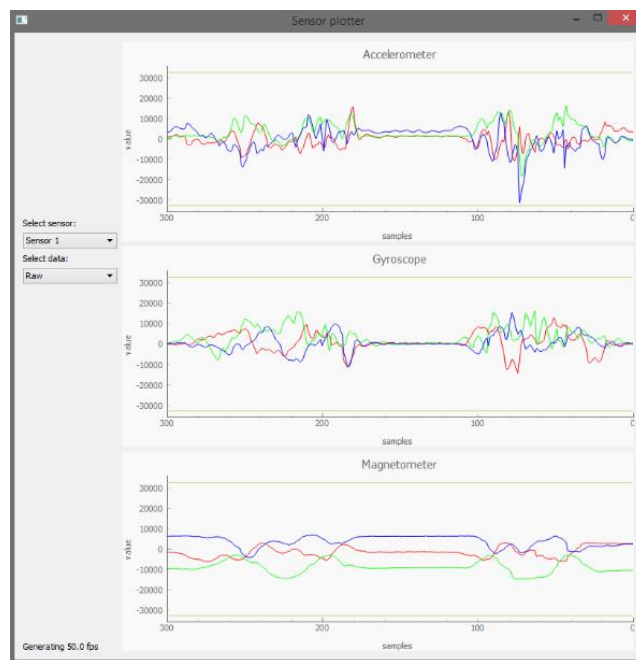 Sensor plotter
Select sensor:
Sensor 1
Select data:
Raw
Generating 50.0 fps
Accelerometer
value
30000
20000
10000
0
-10000
-20000
-30000
300 200 100 0
samples
Gyroscope
value
30000
20000
10000
0
-10000
-20000
-30000
300 200 100 0
samples
Magnetometer
value
30000
20000
10000
0
-10000
-20000
-30000
300 200 100 0
samples